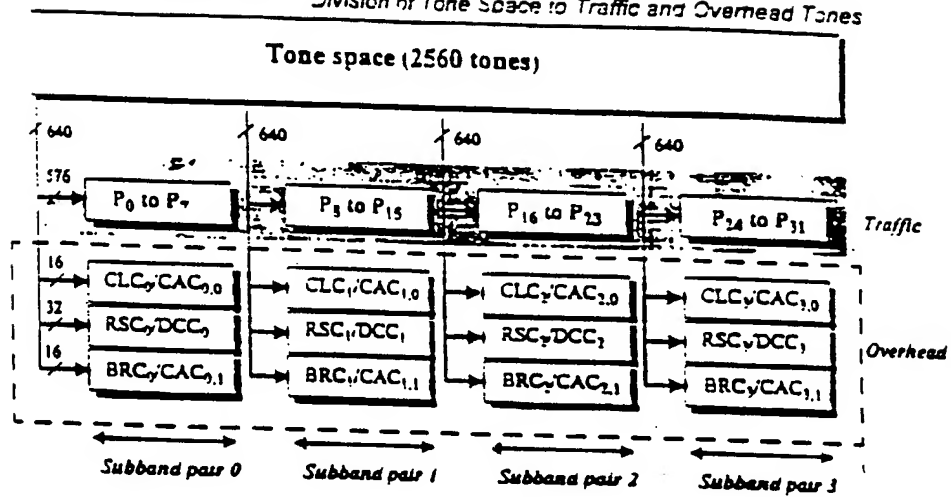 Division of Tone Space to Traffic and Overhead Tones
Tone space (2560 tones)
640 640 640 640
576
P0 to P7 P8 to P15 P16 to P23 P24 to P31 Traffic
16 CLC0/CAC0,0 CLC1/CAC1,0 CLC2/CAC2,0 CLC3/CAC3,0
32 RSC0/DCC0 RSC1/DCC1 RSC2/DCC2 RSC3/DCC3 Overhead
16 BRC0/CAC0,1 BRC1/CAC1,1 BRC2/CAC2,1 BRC3/CAC3,1
Subband pair 0 Subband pair 1 Subband pair 2 Subband pair 3